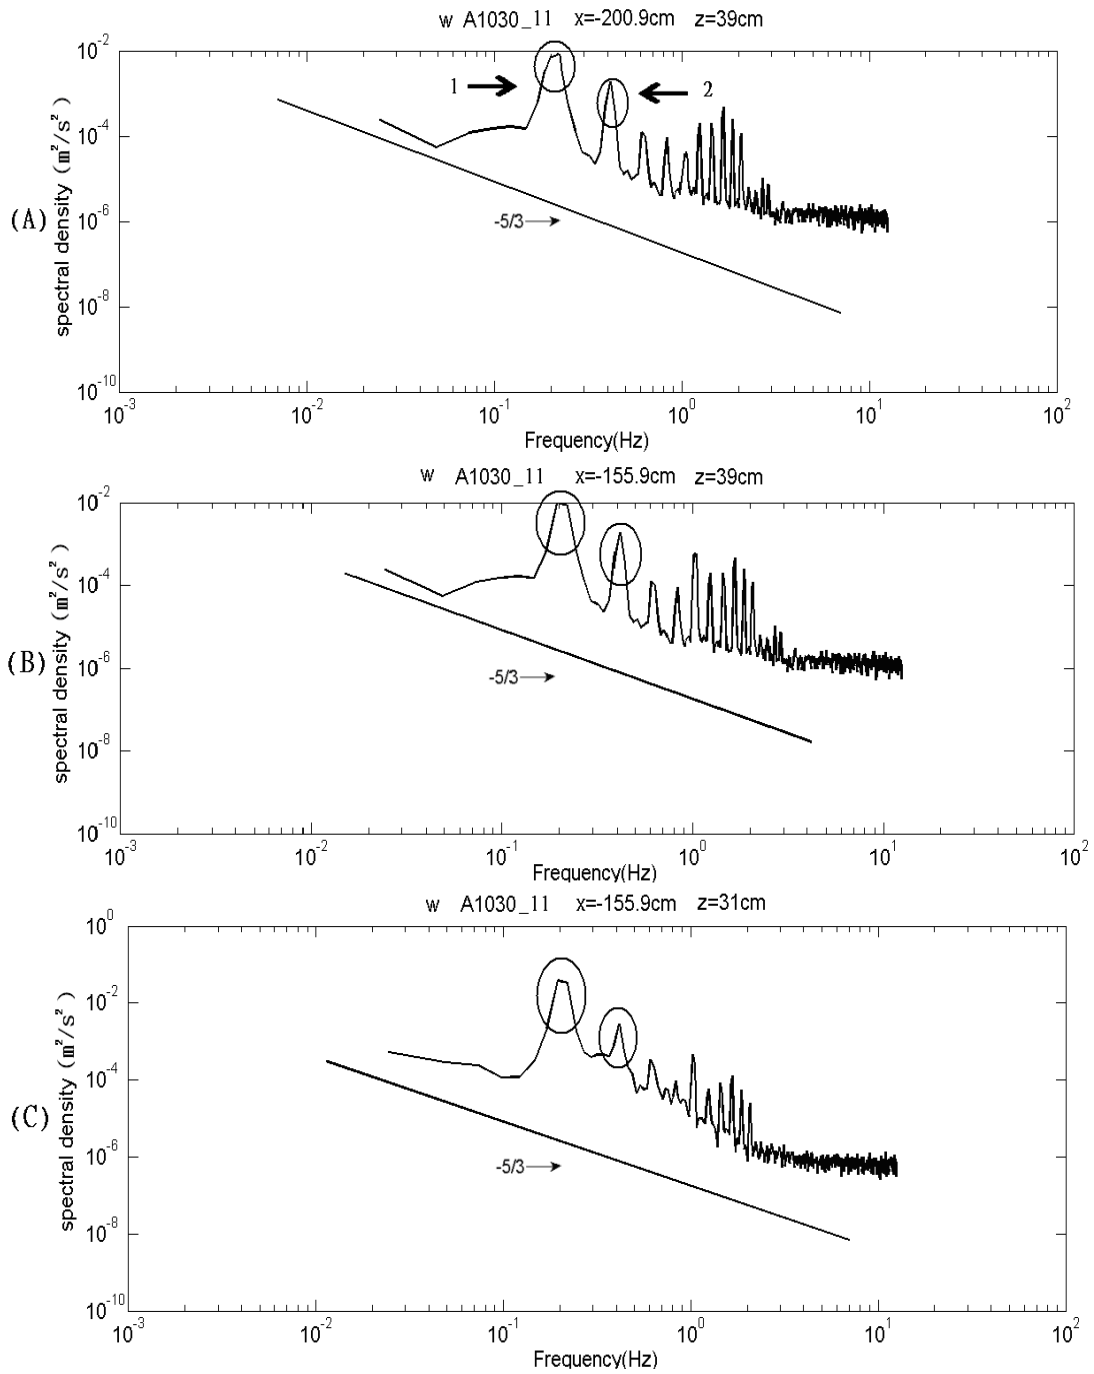 w A1030_11 x=-200.9cm z=39cm
10^-2
1
2
10^-4
(A)
spectral density (m²/s²)
10^-6
-5/3
10^-8
10^-10
10^-3 10^-2 10^-1 10^0 10^1 10^2
Frequency(Hz)
w A1030_11 x=-155.9cm z=39cm
10^-2
10^-4
(B)
spectral density (m²/s²)
10^-6
-5/3
10^-8
10^-10
10^-3 10^-2 10^-1 10^0 10^1 10^2
Frequency(Hz)
w A1030_11 x=-155.9cm z=31cm
10^0
10^-2
10^-4
(C)
spectral density (m²/s²)
10^-6
-5/3
10^-8
10^-10
10^-3 10^-2 10^-1 10^0 10^1 10^2
Frequency(Hz)